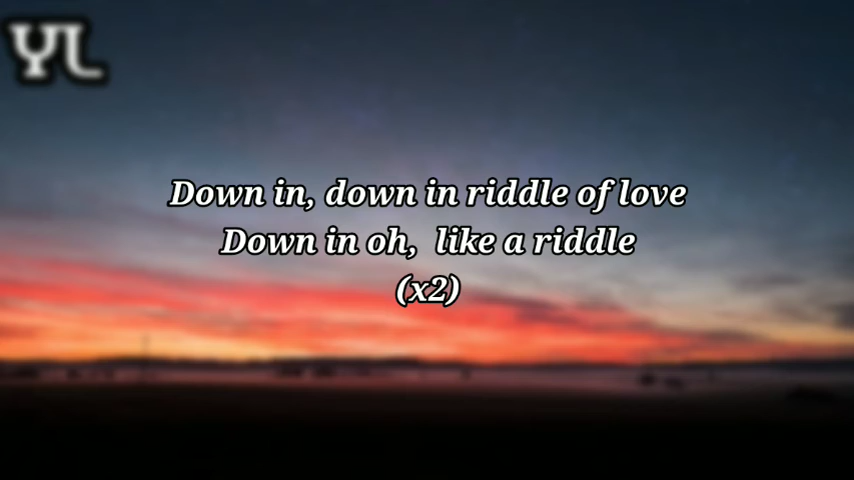 YL
Down in, down in riddle of love
Down in oh,  like a riddle
(x2)